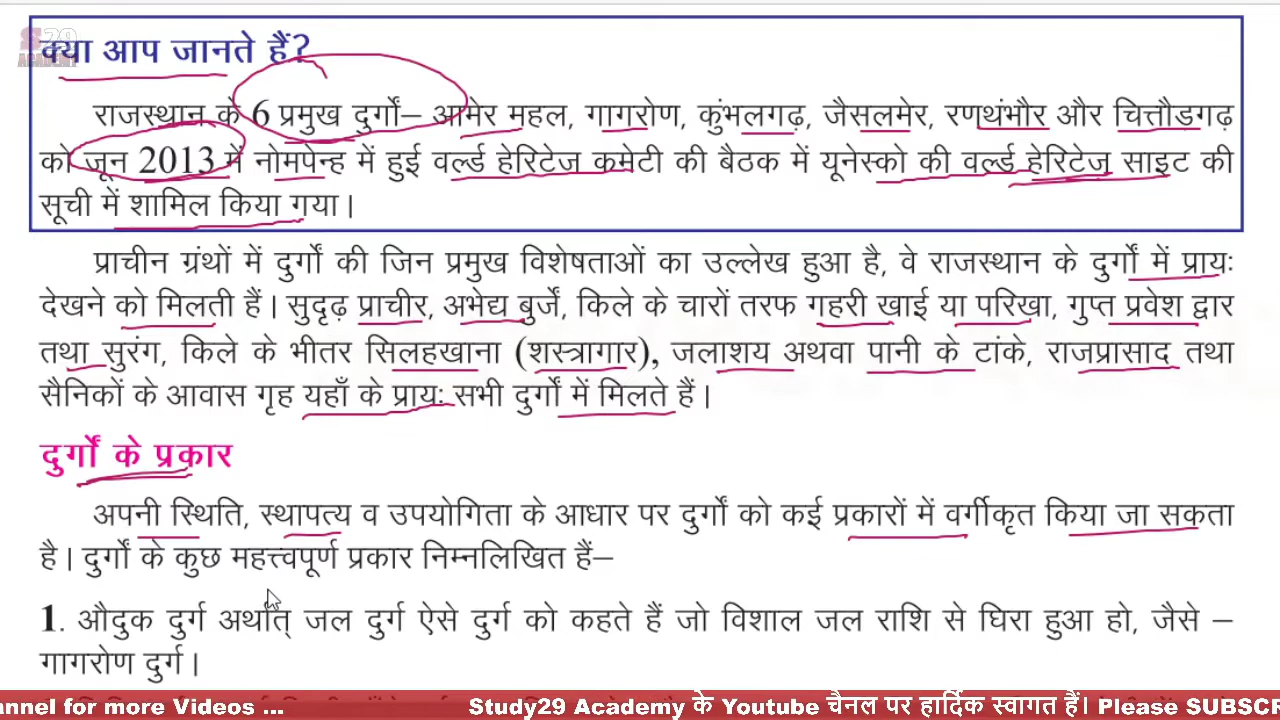 S29
ACADEMY
क्या आप जानते हैं?
राजस्थान के 6 प्रमुख दुर्गों– आमेर महल, गागरोण, कुंभलगढ़, जैसलमेर, रणथंभौर और चित्तौडगढ़
को जून 2013 में नोमपेन्ह में हुई वर्ल्ड हेरिटेज कमेटी की बैठक में यूनेस्को की वर्ल्ड हेरिटेज साइट की
सूची में शामिल किया गया।
प्राचीन ग्रंथों में दुर्गों की जिन प्रमुख विशेषताओं का उल्लेख हुआ है, वे राजस्थान के दुर्गों में प्रायः
देखने को मिलती हैं। सुदृढ़ प्राचीर, अभेद्य बुर्जें, किले के चारों तरफ गहरी खाई या परिखा, गुप्त प्रवेश द्वार
तथा सुरंग, किले के भीतर सिलहखाना (शस्त्रागार), जलाशय अथवा पानी के टांके, राजप्रासाद तथा
सैनिकों के आवास गृह यहाँ के प्रायः सभी दुर्गों में मिलते हैं।
दुर्गों के प्रकार
अपनी स्थिति, स्थापत्य व उपयोगिता के आधार पर दुर्गों को कई प्रकारों में वर्गीकृत किया जा सकता
है। दुर्गों के कुछ महत्त्वपूर्ण प्रकार निम्नलिखित हैं–
1. औदुक दुर्ग अर्थात् जल दुर्ग ऐसे दुर्ग को कहते हैं जो विशाल जल राशि से घिरा हुआ हो, जैसे –
गागरोण दुर्ग।
annel for more Videos ... Study29 Academy के Youtube चैनल पर हार्दिक स्वागत हैं। Please SUBSCR